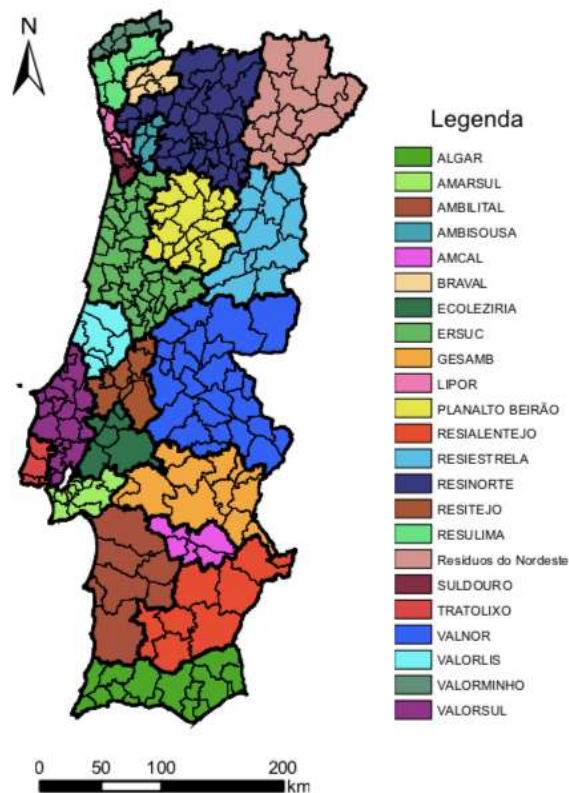 N
Legenda
ALGAR
AMARSUL
AMBILITAL
AMBISOUSA
AMCAL
BRAVAL
ECOLEZIRIA
ERSUC
GESAMB
LIPOR
PLANALTO BEIRÃO
RESIALENTEJO
RESIESTRELA
RESINORTE
RESITEJO
RESULIMA
Resíduos do Nordeste
SULDOURO
TRATOLIXO
VALNOR
VALORLIS
VALORMINHO
VALORSUL
0 50 100 200
km